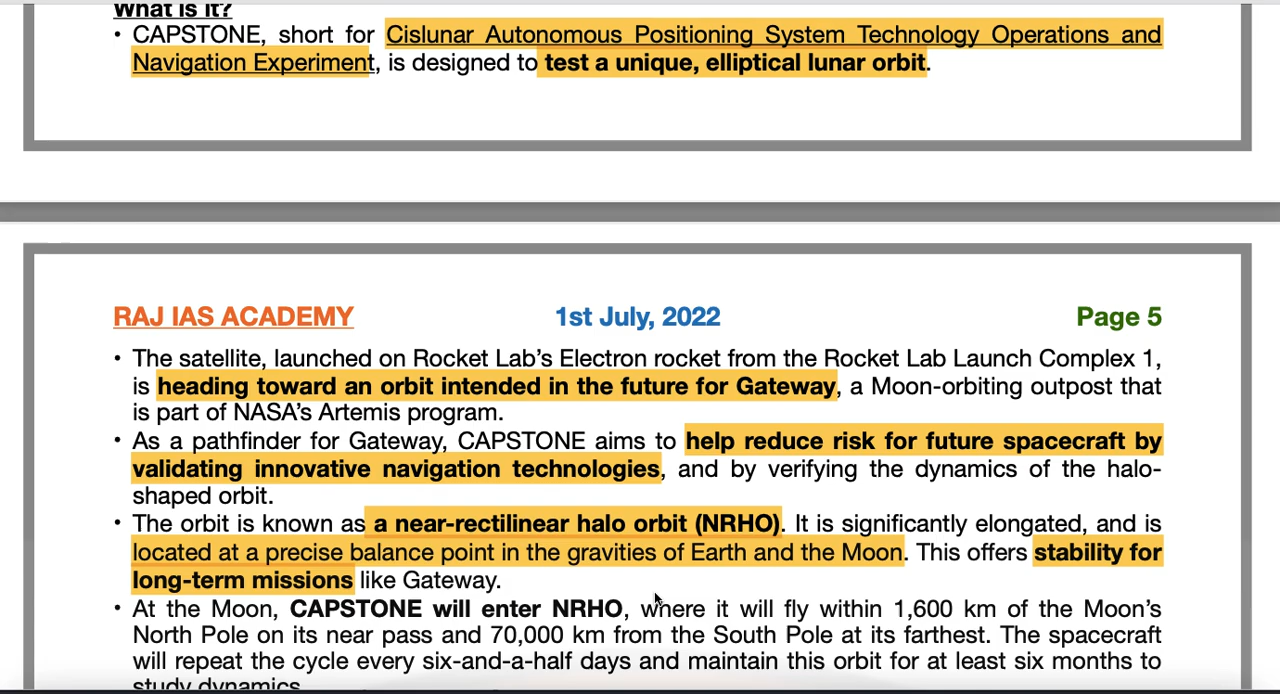 What is it?
• CAPSTONE, short for Cislunar Autonomous Positioning System Technology Operations and
Navigation Experiment, is designed to test a unique, elliptical lunar orbit.
RAJ IAS ACADEMY 1st July, 2022 Page 5
• The satellite, launched on Rocket Lab’s Electron rocket from the Rocket Lab Launch Complex 1,
is heading toward an orbit intended in the future for Gateway, a Moon-orbiting outpost that
is part of NASA’s Artemis program.
• As a pathfinder for Gateway, CAPSTONE aims to help reduce risk for future spacecraft by
validating innovative navigation technologies, and by verifying the dynamics of the halo-
shaped orbit.
• The orbit is known as a near-rectilinear halo orbit (NRHO). It is significantly elongated, and is
located at a precise balance point in the gravities of Earth and the Moon. This offers stability for
long-term missions like Gateway.
• At the Moon, CAPSTONE will enter NRHO, where it will fly within 1,600 km of the Moon’s
North Pole on its near pass and 70,000 km from the South Pole at its farthest. The spacecraft
will repeat the cycle every six-and-a-half days and maintain this orbit for at least six months to
study dynamics.